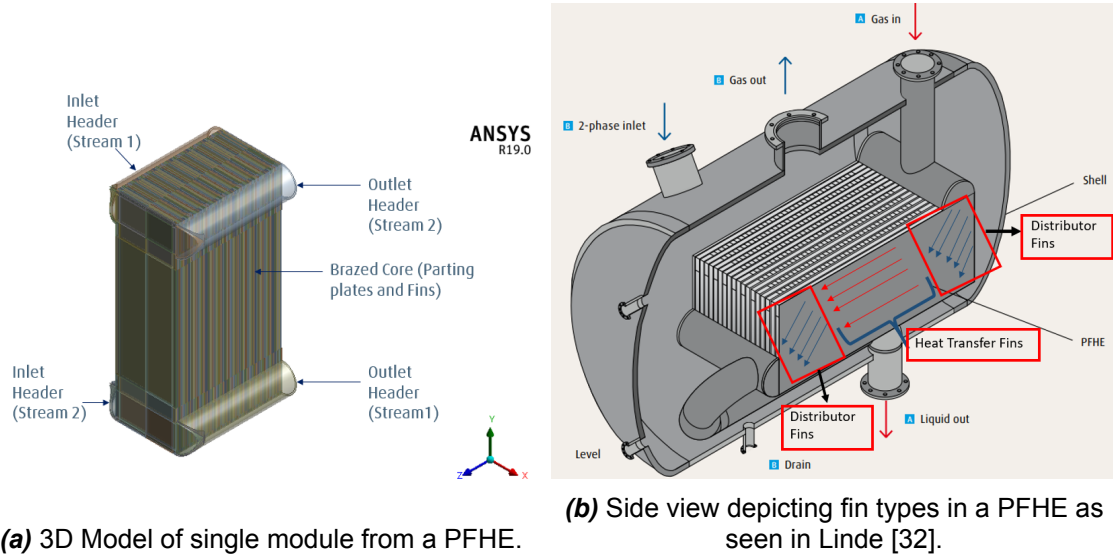 Inlet
Header
(Stream 1)
ANSYS
R19.0
Outlet
Header
(Stream 2)
Brazed Core (Parting
plates and Fins)
Inlet
Header
(Stream 2)
Outlet
Header
(Stream1)
Y
Z
X
(a) 3D Model of single module from a PFHE.
A Gas in
B Gas out
B 2-phase inlet
Shell
Distributor
Fins
PFHE
Heat Transfer Fins
Distributor
Fins
A Liquid out
Level
B Drain
(b) Side view depicting fin types in a PFHE as
seen in Linde [32].